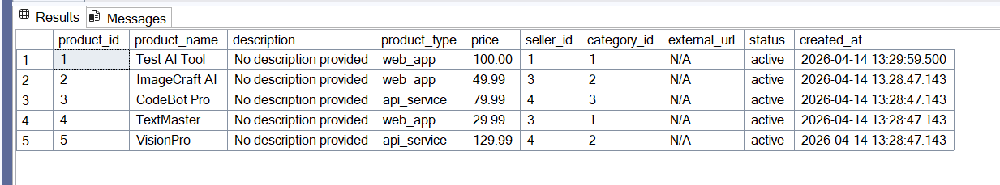 Results Messages
product_id product_name description product_type price seller_id category_id external_url status created_at
1 1 Test AI Tool No description provided web_app 100.00 1 1 N/A active 2026-04-14 13:29:59.500
2 2 ImageCraft AI No description provided web_app 49.99 3 2 N/A active 2026-04-14 13:28:47.143
3 3 CodeBot Pro No description provided api_service 79.99 4 3 N/A active 2026-04-14 13:28:47.143
4 4 TextMaster No description provided web_app 29.99 3 1 N/A active 2026-04-14 13:28:47.143
5 5 VisionPro No description provided api_service 129.99 4 2 N/A active 2026-04-14 13:28:47.143